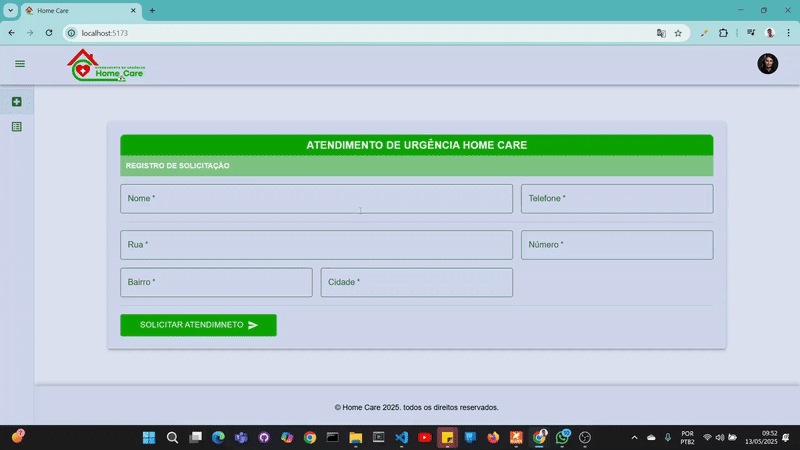 Home Care
localhost:5173
ATENDIMENTO DE URGÊNCIA
Home Care
ATENDIMENTO DE URGÊNCIA HOME CARE
REGISTRO DE SOLICITAÇÃO
Nome *
Telefone *
Rua *
Número *
Bairro *
Cidade *
SOLICITAR ATENDIMNETO
© Home Care 2025. todos os direitos reservados.
POR
PTB2
09:52
13/05/2025